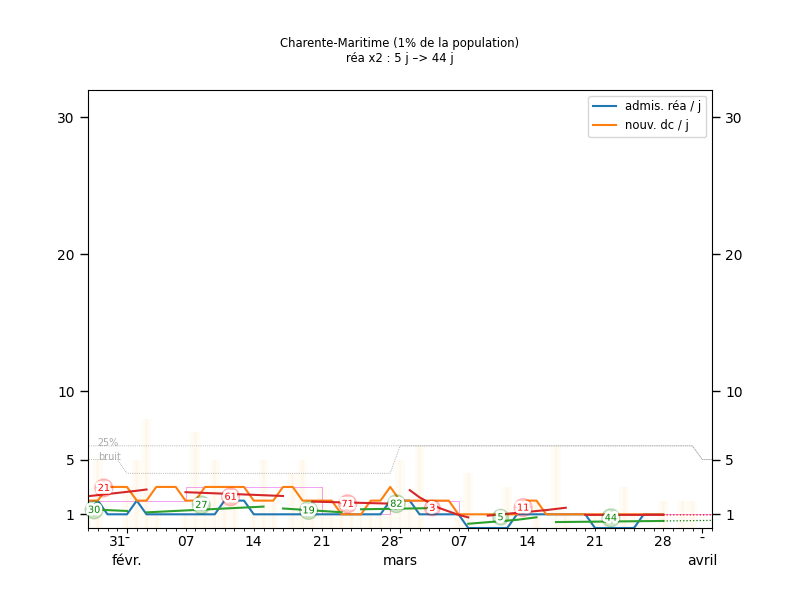 Charente-Maritime (1% de la population)
réa x2 : 5 j –> 44 j
admis. réa / j
nouv. dc / j
30 30
20 20
10 10
25%
bruit
5 5
1 1
30 21 27 61 19 71 82 3 5 11 44
31- 07 14 21 28- 07 14 21 28 -
févr. mars avril